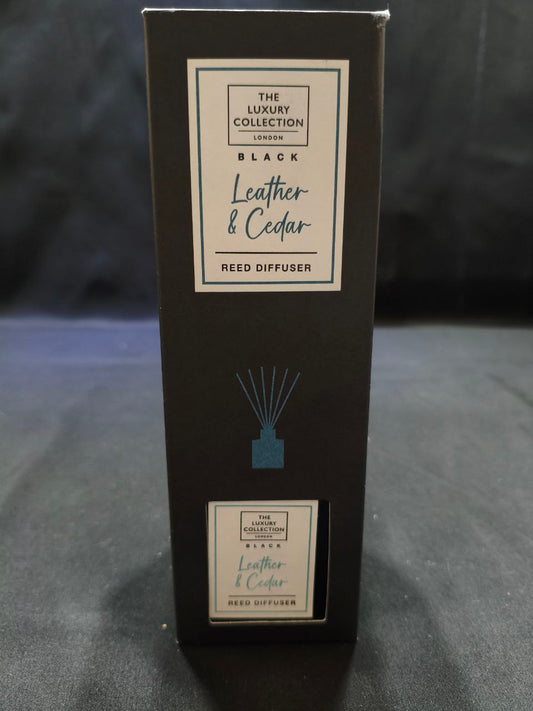 THE
LUXURY
COLLECTION
LONDON
BLACK
Leather
& Cedar
REED DIFFUSER
THE
LUXURY
COLLECTION
LONDON
BLACK
Leather
& Cedar
REED DIFFUSER